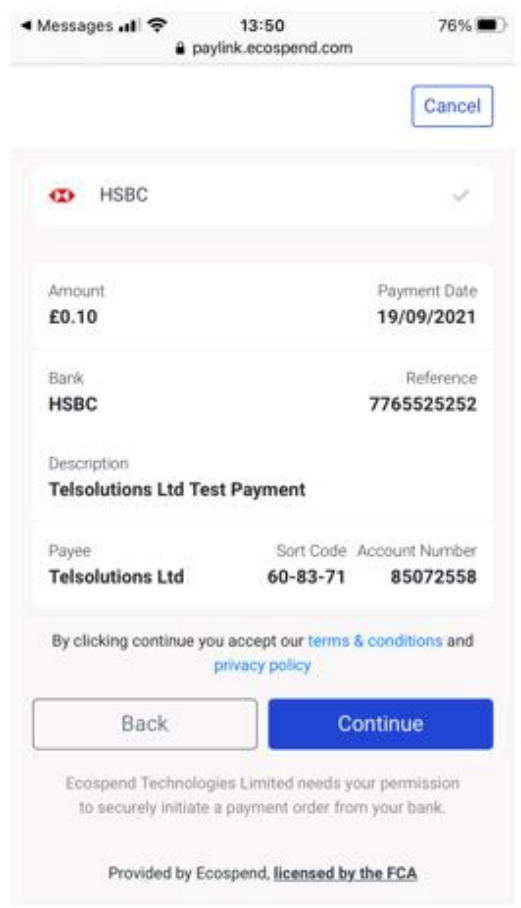 Messages 13:50 76%
paylink.ecospend.com
Cancel
HSBC
Amount Payment Date
£0.10 19/09/2021
Bank Reference
HSBC 7765525252
Description
Telsolutions Ltd Test Payment
Payee Sort Code Account Number
Telsolutions Ltd 60-83-71 85072558
By clicking continue you accept our terms & conditions and
privacy policy
Back Continue
Ecospend Technologies Limited needs your permission
to securely initiate a payment order from your bank.
Provided by Ecospend, licensed by the FCA